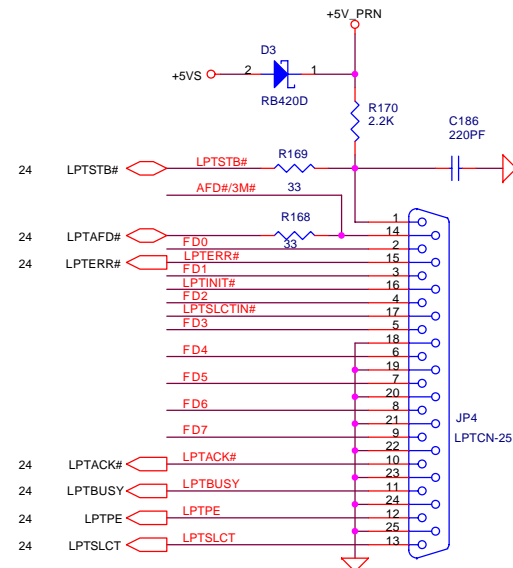 +5V_PRN
D3
+5VS 2 1
RB420D
R170
2.2K
C186
220PF
24 LPTSTB# LPTSTB# R169
33
AFD#/3M#
R168
33
1
24 LPTAFD# 14
FD0 2
24 LPTERR# LPTERR# 15
FD1 3
LPTINIT# 16
FD2 4
LPTSLCTIN# 17
FD3 5
18
FD4 6
19
FD5 7
20
FD6 8
21
JP4
FD7 9
LPTCN-25
22
24 LPTACK# LPTACK# 10
23
24 LPTBUSY LPTBUSY 11
24
24 LPTPE LPTPE 12
25
24 LPTSLCT LPTSLCT 13